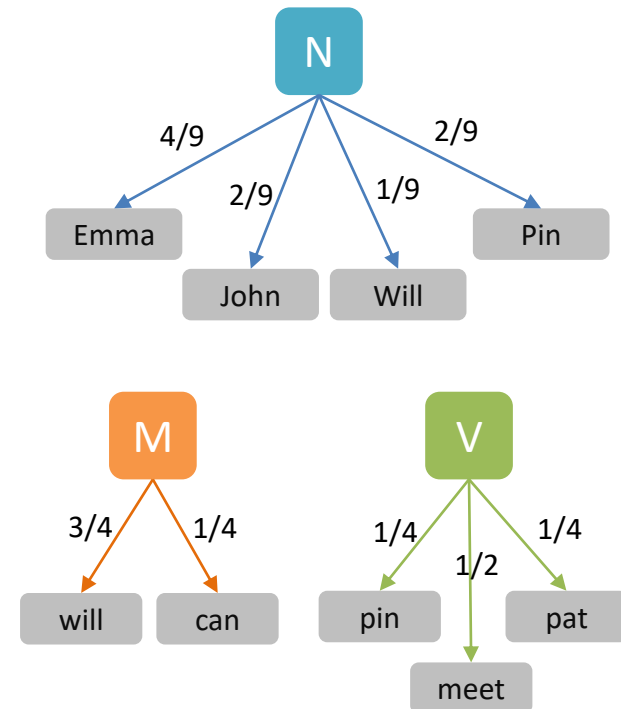 N
4/9
2/9
2/9
1/9
Emma
Pin
John
Will
M
V
3/4
1/4
1/4
1/4
1/2
will
can
pin
pat
meet